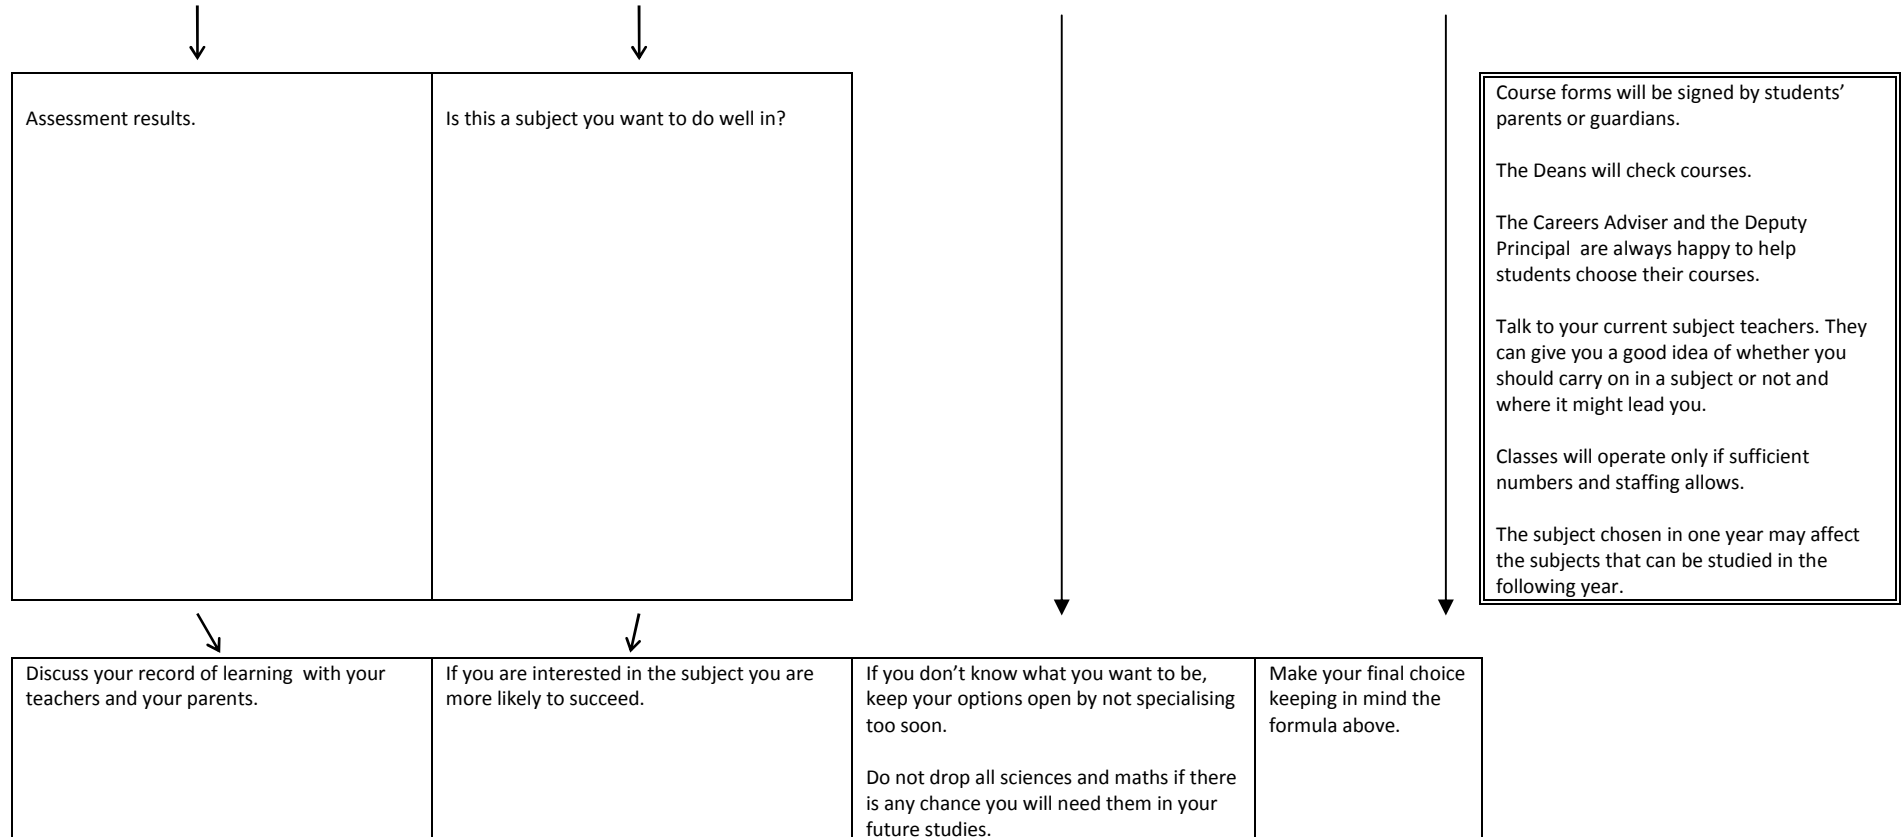 Assessment results.
Is this a subject you want to do well in?
Course forms will be signed by students’
parents or guardians.
The Deans will check courses.
The Careers Adviser and the Deputy
Principal  are always happy to help
students choose their courses.
Talk to your current subject teachers. They
can give you a good idea of whether you
should carry on in a subject or not and
where it might lead you.
Classes will operate only if sufficient
numbers and staffing allows.
The subject chosen in one year may affect
the subjects that can be studied in the
following year.
Discuss your record of learning  with your
teachers and your parents.
If you are interested in the subject you are
more likely to succeed.
If you don’t know what you want to be,
keep your options open by not specialising
too soon.
Do not drop all sciences and maths if there
is any chance you will need them in your
future studies.
Make your final choice
keeping in mind the
formula above.